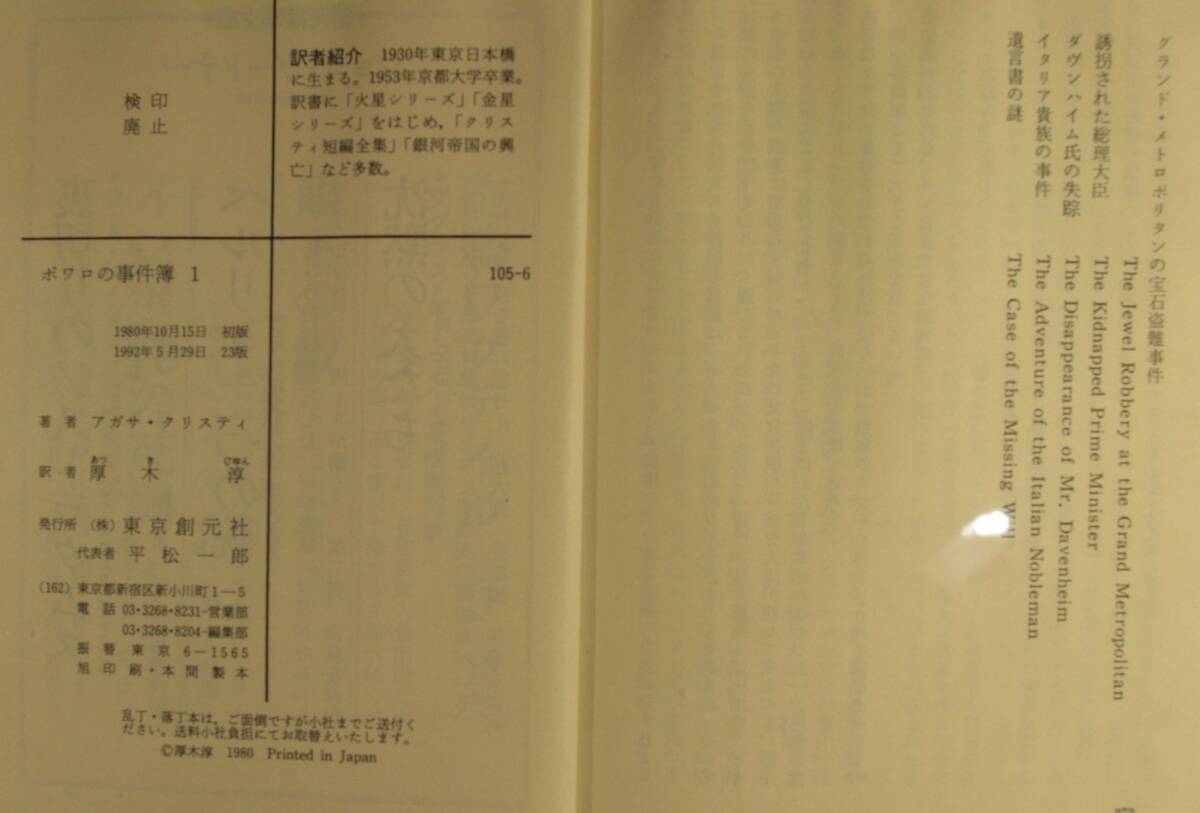 グランド・メトロポリタンの宝石盗難事件
The Jewel Robbery at the Grand Metropolitan
誘拐された総理大臣
The Kidnapped Prime Minister
ダヴンハイム氏の失踪
The Disappearance of Mr. Davenheim
イタリア貴族の事件
The Adventure of the Italian Nobleman
遺言書の謎
The Case of the Missing Will
検印
廃止
訳者紹介 1930年東京日本橋
に生まる。1953年京都大学卒業。
訳書に「火星シリーズ」「金星
シリーズ」をはじめ,「クリス
ティ短編全集」「銀河帝国の興
亡」など多数。
ポワロの事件簿 1
105-6
1980年10月15日 初版
1992年5月29日 23版
著者 アガサ・クリスティ
あつ き じゅん
訳者 厚木淳
発行所 (株) 東京創元社
代表者 平松一郎
(162) 東京都新宿区新小川町1—5
電話 03・3268・8231-営業部
03・3268・8204-編集部
振替 東京 6—1565
旭印刷・本間製本
乱丁・落丁本は,ご面倒ですが小社までご送付く
ださい。送料小社負担にてお取替えいたします。
©厚木淳 1980 Printed in Japan